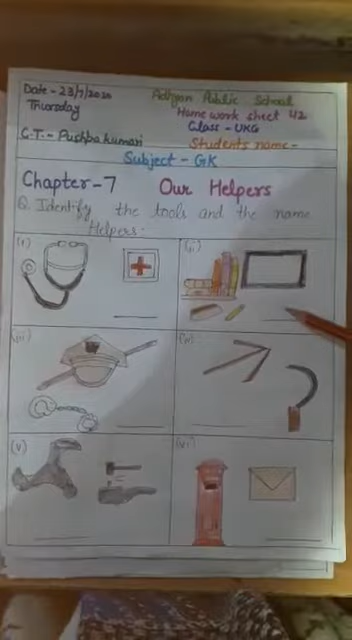 Date - 23/7/2020 Adlyan Public School
Thursday Home work sheet 42
Class - UKG
C.T. - Pushpa kumari Students name -
Subject - GK
Chapter-7 Our Helpers
Q. Identify the tools and the name
Helpers.
(i) (ii)
(iii) (iv)
(v) (vi)